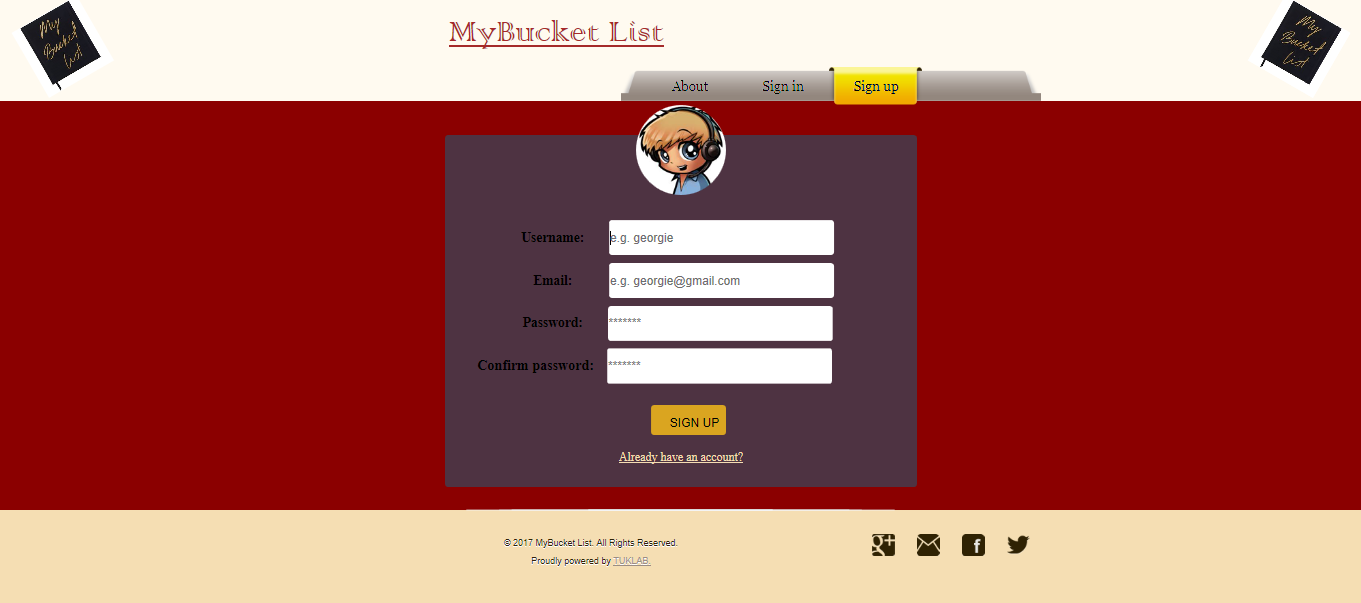 My
Bucket
List
MyBucket List
My
Bucket
List
About
Sign in
Sign up
Username:
e.g. georgie
Email:
e.g. georgie@gmail.com
Password:
*******
Confirm password:
*******
SIGN UP
Already have an account?
© 2017 MyBucket List. All Rights Reserved.
Proudly powered by TUKLAB.